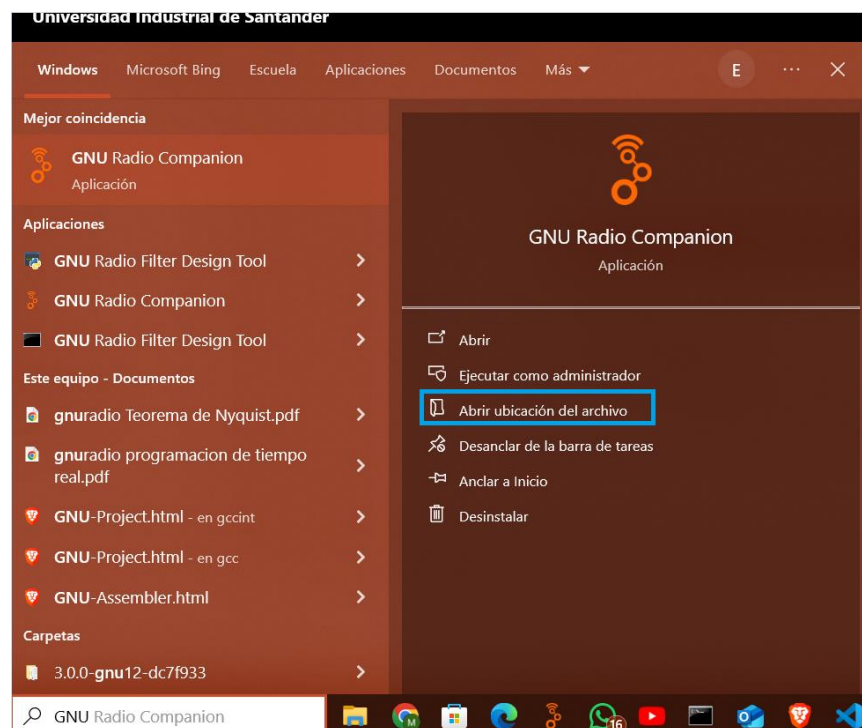 Universidad Industrial de Santander
Windows Microsoft Bing Escuela Aplicaciones Documentos Más E ...
Mejor coincidencia
GNU Radio Companion
Aplicación
Aplicaciones
GNU Radio Filter Design Tool
GNU Radio Companion
GNU Radio Filter Design Tool
Este equipo - Documentos
gnuradio Teorema de Nyquist.pdf
gnuradio programacion de tiempo
real.pdf
GNU-Project.html - en gccint
GNU-Project.html - en gcc
GNU-Assembler.html
Carpetas
3.0.0-gnu12-dc7f933
GNU Radio Companion
GNU Radio Companion
Aplicación
Abrir
Ejecutar como administrador
Abrir ubicación del archivo
Desanclar de la barra de tareas
Anclar a Inicio
Desinstalar
M
16